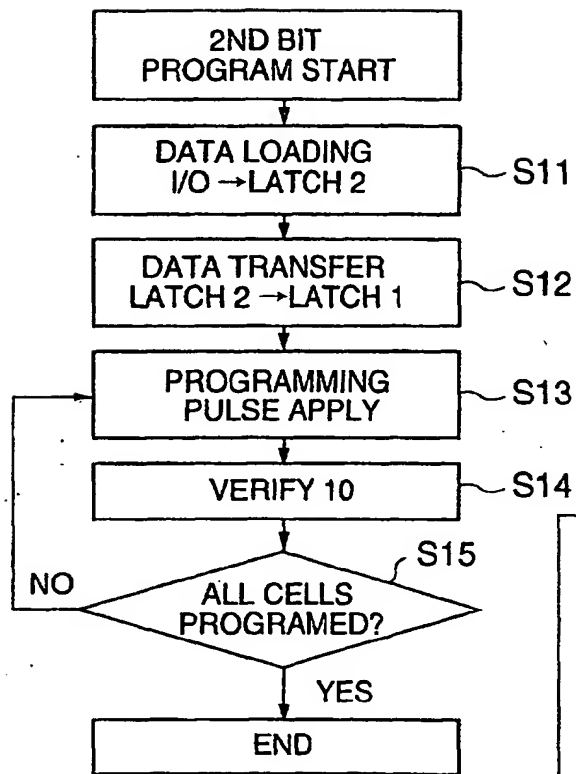 2ND BIT
PROGRAM START
DATA LOADING
I/O →LATCH 2
S11
DATA TRANSFER
LATCH 2 →LATCH 1
S12
PROGRAMMING
PULSE APPLY
S13
VERIFY 10
S14
S15
NO
ALL CELLS
PROGRAMED?
YES
END